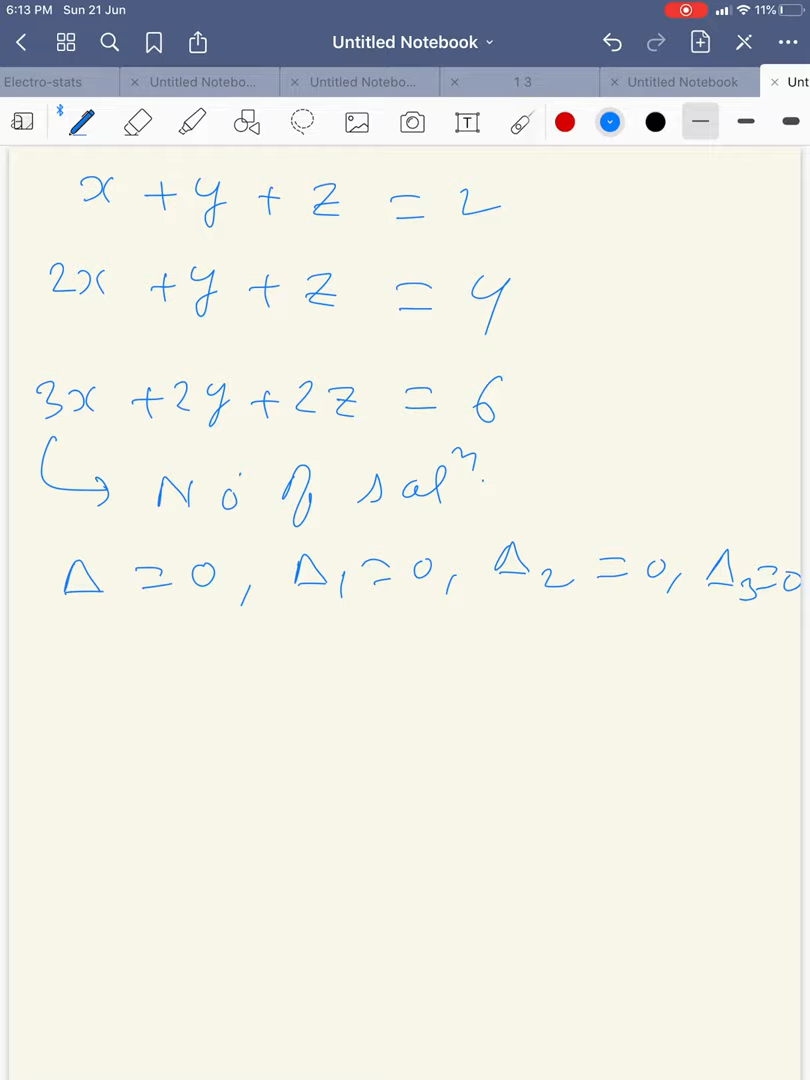 6:13 PM Sun 21 Jun 11%
Untitled Notebook
Electro-stats × Untitled Notebo... × Untitled Notebo... × 1 3 × Untitled Notebook × Unt
a T
x + y + z = 2
2x + y + z = 4
3x + 2y + 2z = 6
No of solⁿ.
Δ = 0, Δ₁ = 0, Δ₂ = 0, Δ₃ = 0